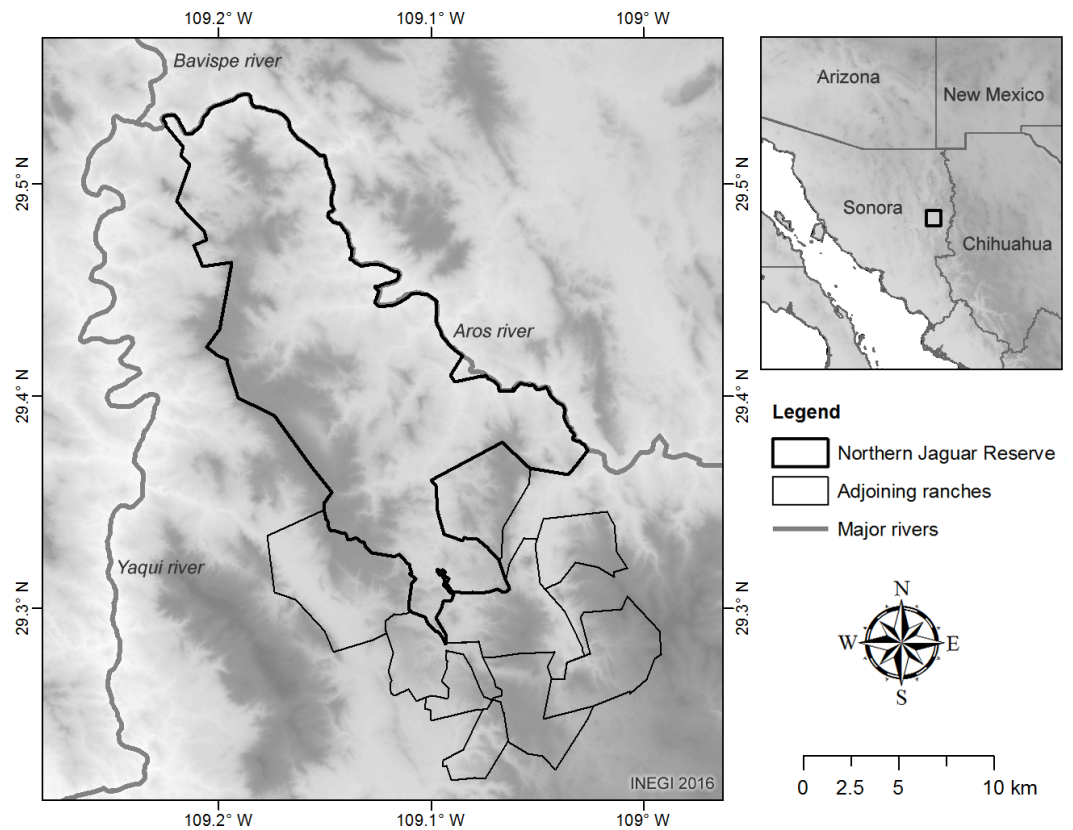 109.2° W
109.1° W
109° W
Bavispe river
Aros river
Yaqui river
INEGI 2016
29.5° N
29.4° N
29.3° N
29.5° N
29.4° N
29.3° N
109.2° W
109.1° W
109° W
Arizona
New Mexico
Sonora
Chihuahua
Legend
Northern Jaguar Reserve
Adjoining ranches
Major rivers
N
W
E
S
0 2.5 5 10 km